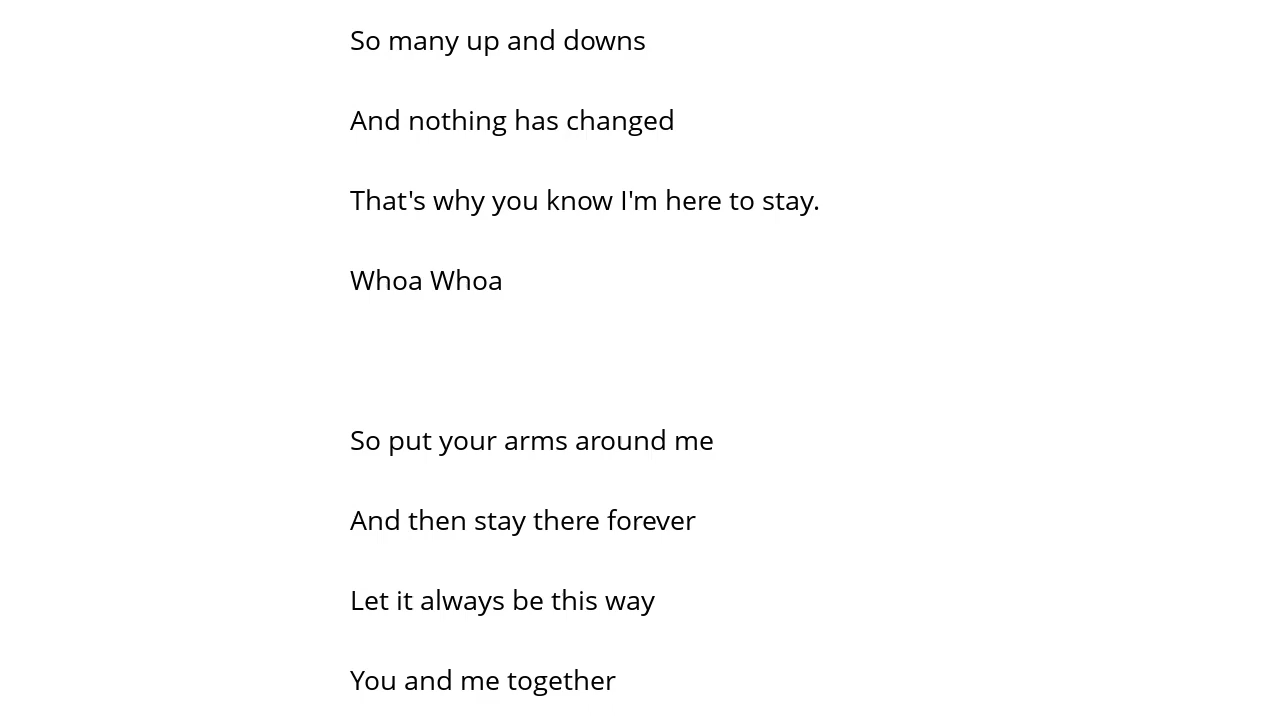 So many up and downs
And nothing has changed
That's why you know I'm here to stay.
Whoa Whoa
So put your arms around me
And then stay there forever
Let it always be this way
You and me together